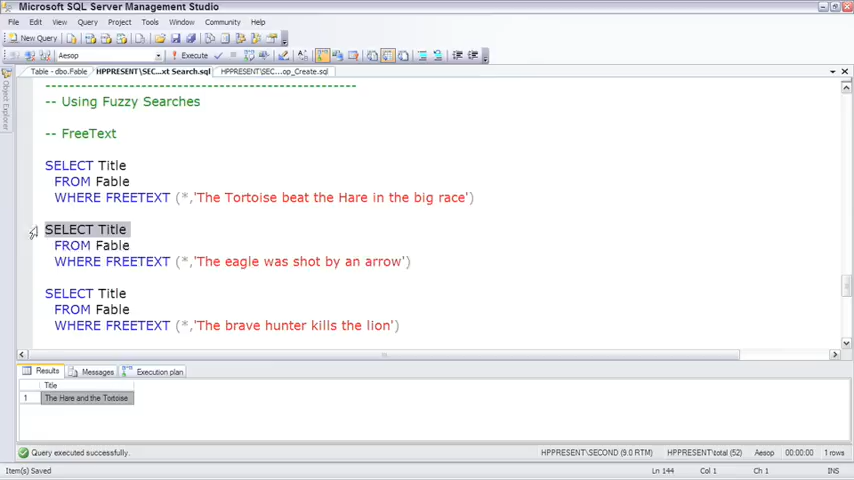 Microsoft SQL Server Management Studio
File Edit View Query Project Tools Window Community Help
New Query
Aesop Execute
Table - dbo.Fable HPPRESENT\SEC...xt Search.sql HPPRESENT\SEC...op_Create.sql
Object Explorer
----------------------------------------------------
-- Using Fuzzy Searches
-- FreeText
SELECT Title
FROM Fable
WHERE FREETEXT (*,'The Tortoise beat the Hare in the big race')
SELECT Title
FROM Fable
WHERE FREETEXT (*,'The eagle was shot by an arrow')
SELECT Title
FROM Fable
WHERE FREETEXT (*,'The brave hunter kills the lion')
Results Messages Execution plan
Title
1 The Hare and the Tortoise
Query executed successfully. HPPRESENT\SECOND (9.0 RTM) HPPRESENT\total (52) Aesop 00:00:00 1 rows
Item(s) Saved Ln 144 Col 1 Ch 1 INS